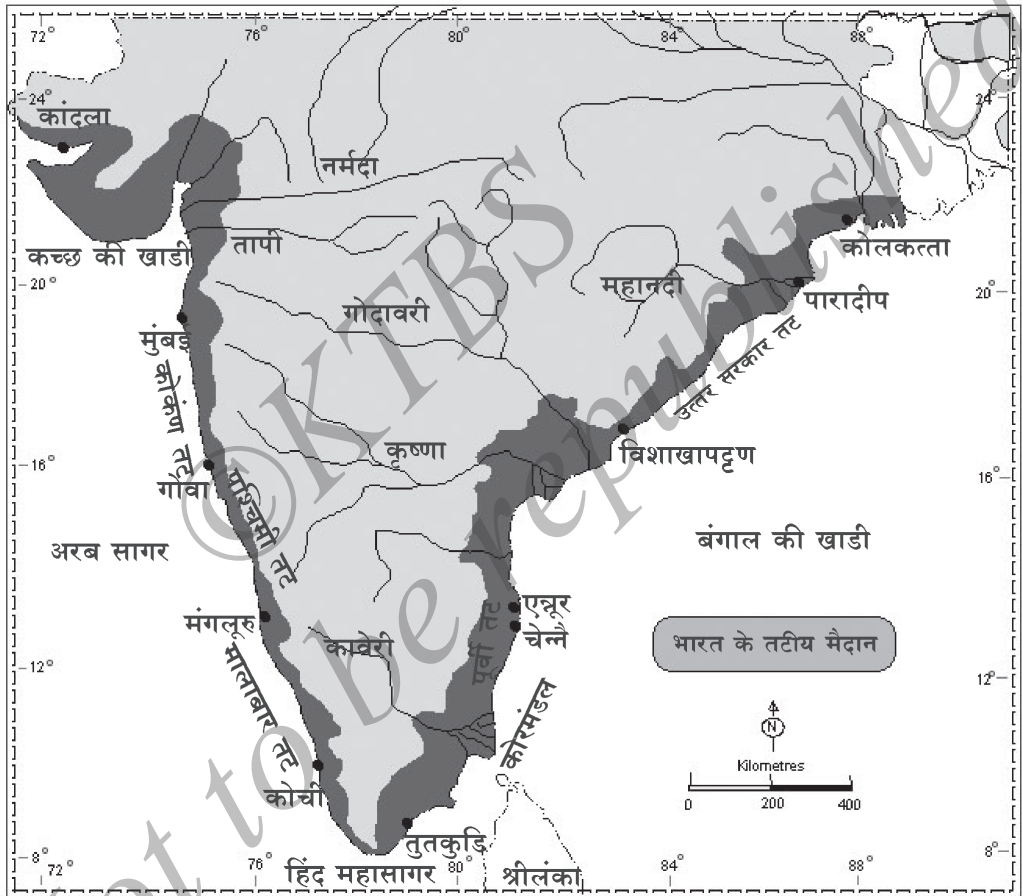 72° 76° 80° 84° 88°
24° 24°
कांदला
नर्मदा
तापी
कच्छ की खाडी
कोलकत्ता
20° 20°
महानदी
पारादीप
गोदावरी
मुंबई
उत्तर सरकार तट
कोकंण तट
कृष्णा
विशाखापट्टण
16° 16°
गोवा
पश्चिमी तट
अरब सागर
बंगाल की खाडी
एन्नूर
मंगलूरु
चेन्नै
कावेरी
पूर्वी तट
भारत के तटीय मैदान
12° 12°
मालाबार तट
कोरमंडल
N
Kilometres
कोची
0 200 400
तुतकुडि
8° 8°
72° 76° 80° 84° 88°
हिंद महासागर
श्रीलंका
©KTBS
not to be republished